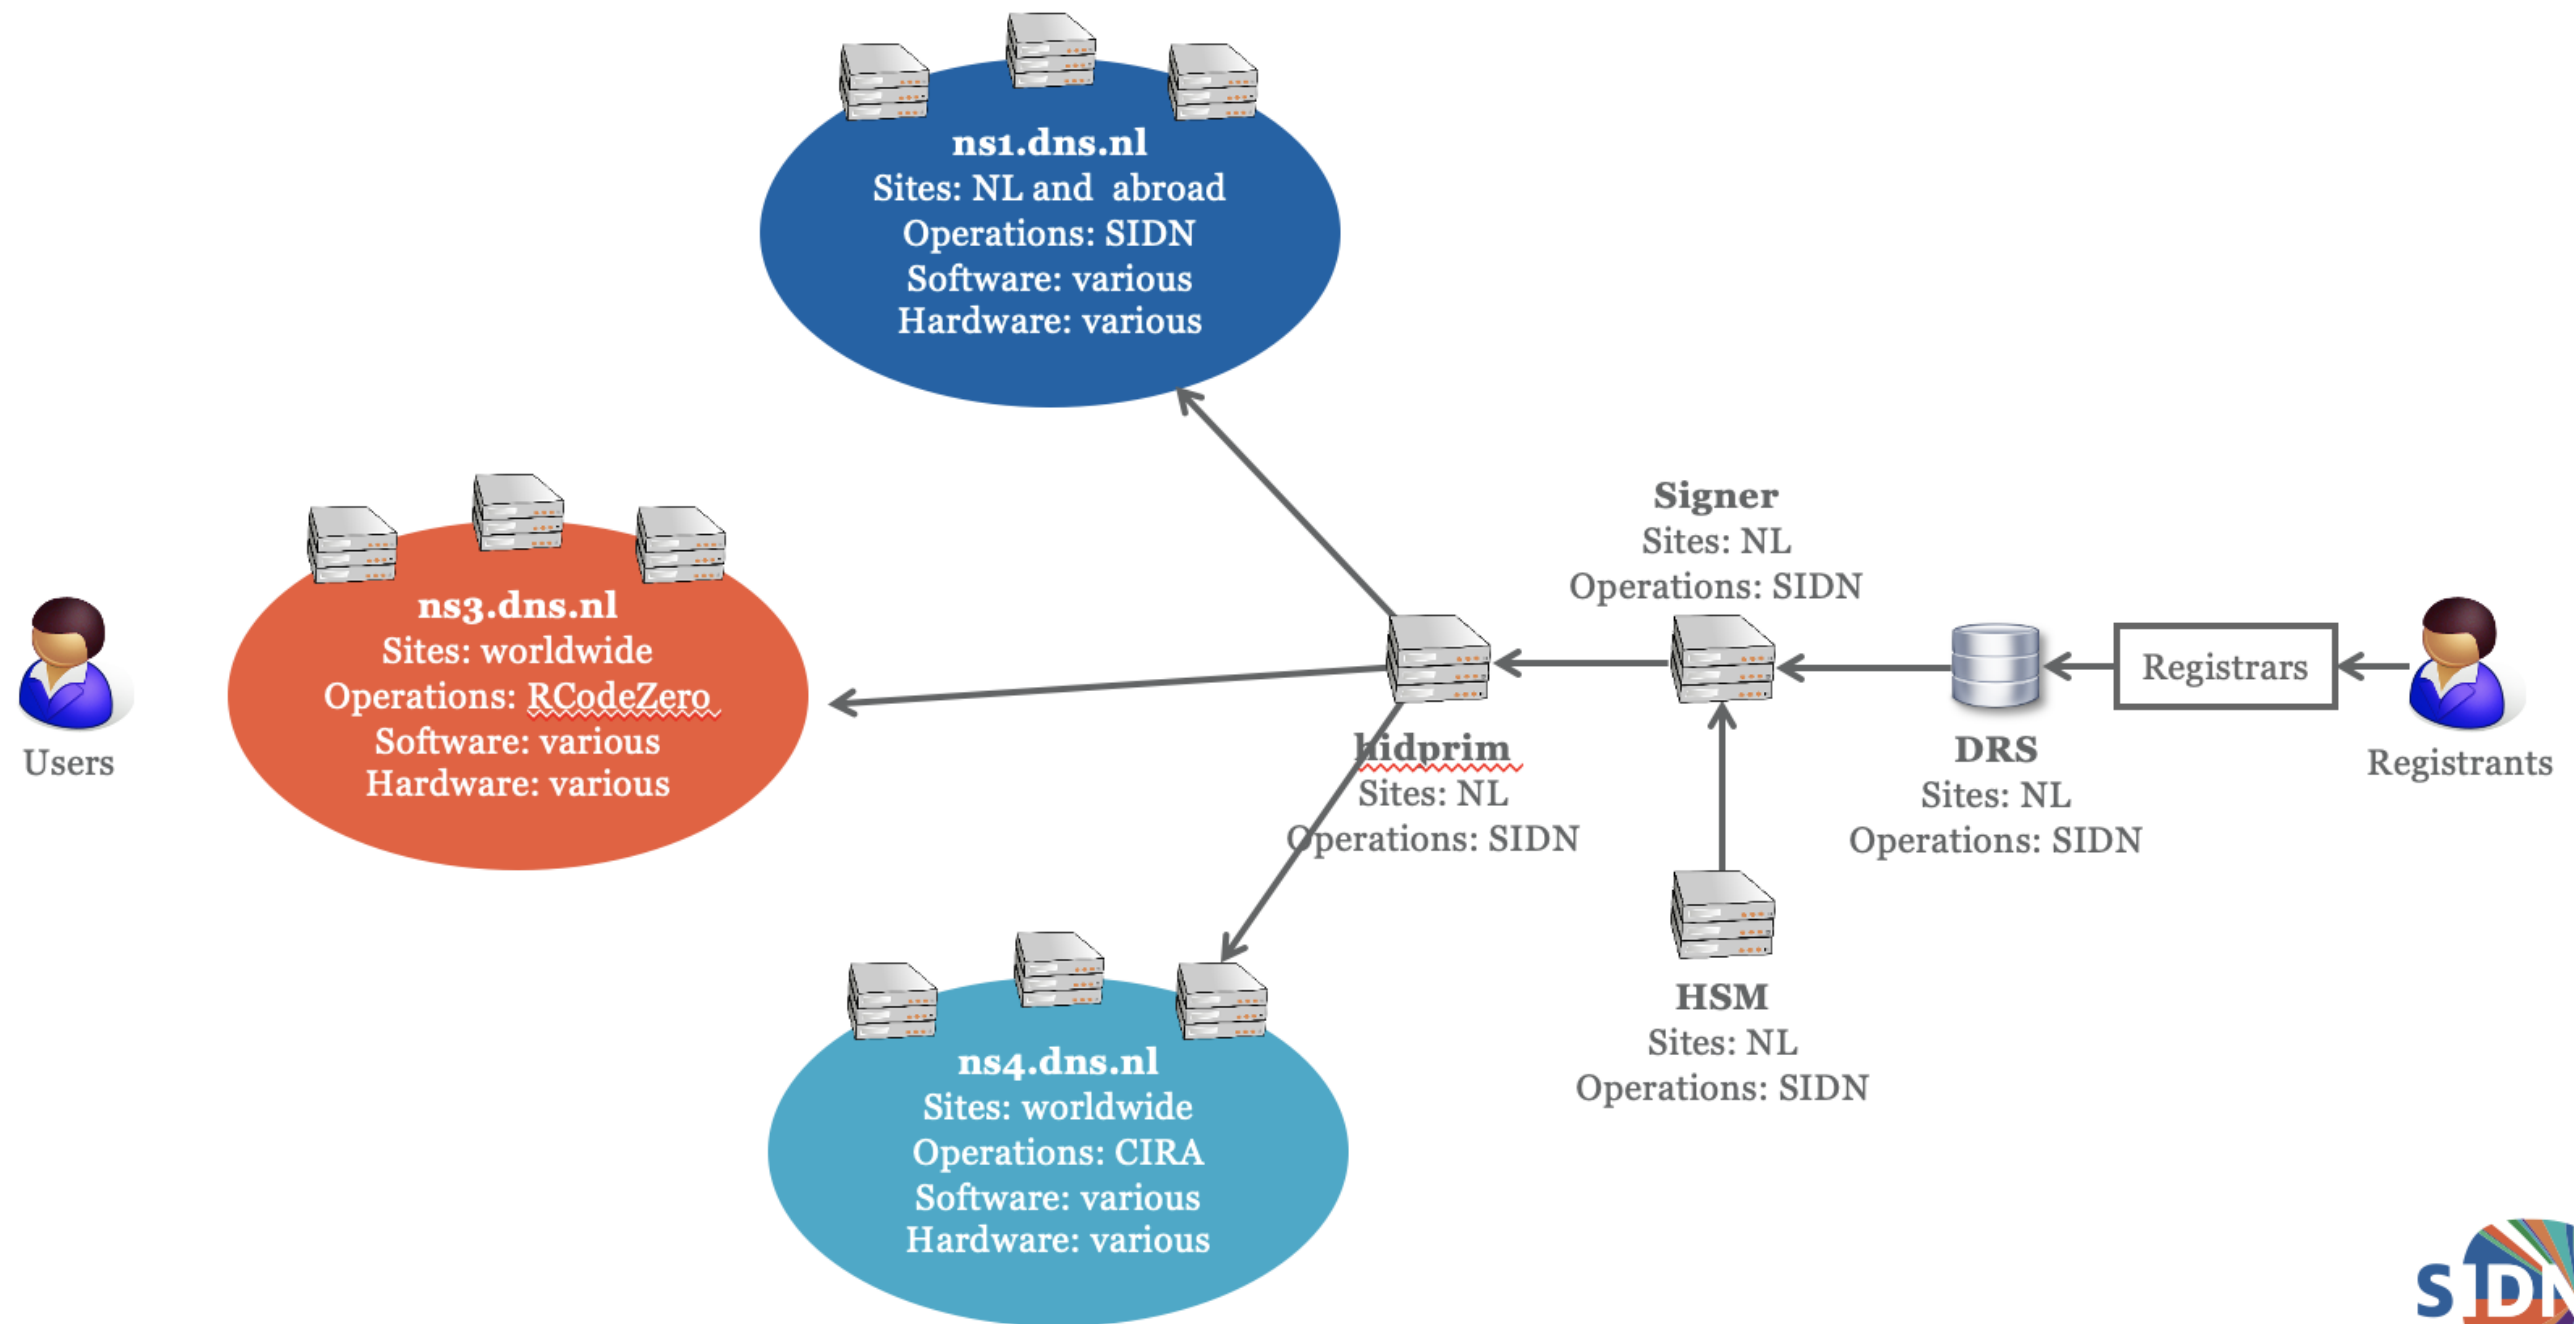 ns1.dns.nl
Sites: NL and abroad
Operations: SIDN
Software: various
Hardware: various
Users
ns3.dns.nl
Sites: worldwide
Operations: RCodeZero
Software: various
Hardware: various
hidprim
Sites: NL
Operations: SIDN
Signer
Sites: NL
Operations: SIDN
DRS
Sites: NL
Operations: SIDN
Registrars
Registrants
HSM
Sites: NL
Operations: SIDN
ns4.dns.nl
Sites: worldwide
Operations: CIRA
Software: various
Hardware: various
SIDN